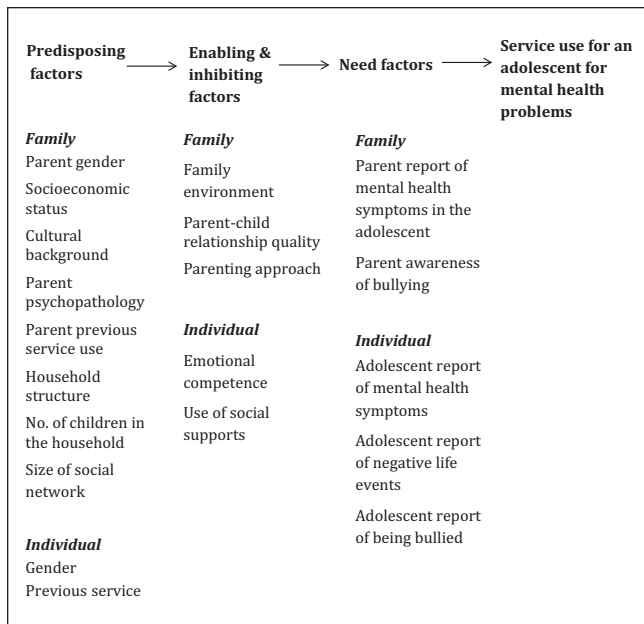 Predisposing
factors
Enabling &
inhibiting
factors
Need factors
Service use for an
adolescent for
mental health
problems
Family
Parent gender
Socioeconomic
status
Cultural
background
Parent
psychopathology
Parent previous
service use
Household
structure
No. of children in
the household
Size of social
network
Individual
Gender
Previous service
Family
Family
environment
Parent-child
relationship quality
Parenting approach
Individual
Emotional
competence
Use of social
supports
Family
Parent report of
mental health
symptoms in the
adolescent
Parent awareness
of bullying
Individual
Adolescent report
of mental health
symptoms
Adolescent report
of negative life
events
Adolescent report
of being bullied